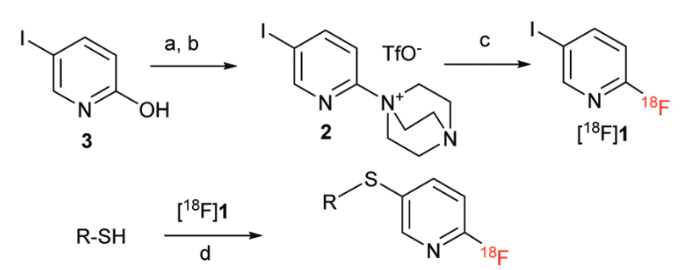 I
N
OH
3
a, b
I
N
N+
N
TfO-
2
c
I
N
18F
[18F]1
R-SH
[18F]1
d
R
S
N
18F